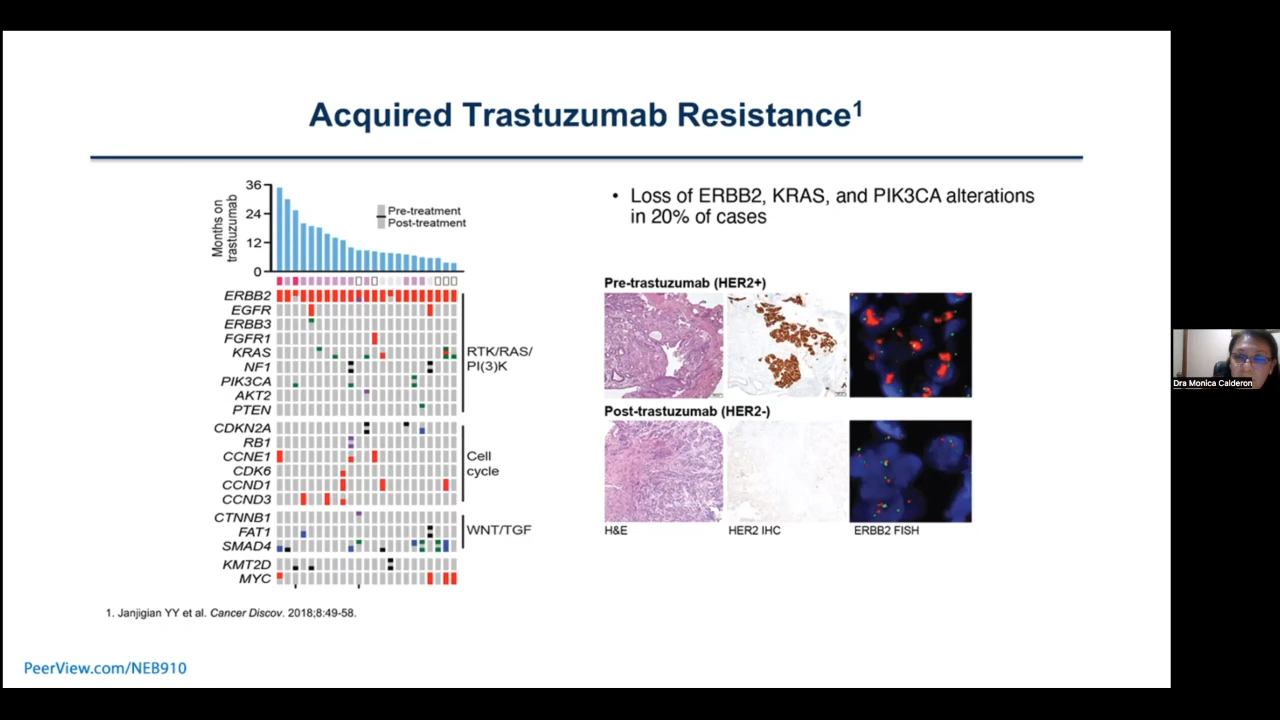 Acquired Trastuzumab Resistance1
36
24
12
0
Months on
trastuzumab
Pre-treatment
Post-treatment
ERBB2
EGFR
ERBB3
FGFR1
KRAS
NF1
PIK3CA
AKT2
PTEN
RTK/RAS/
PI(3)K
CDKN2A
RB1
CCNE1
CDK6
CCND1
CCND3
Cell
cycle
CTNNB1
FAT1
SMAD4
WNT/TGF
KMT2D
MYC
• Loss of ERBB2, KRAS, and PIK3CA alterations
in 20% of cases
Pre-trastuzumab (HER2+)
Post-trastuzumab (HER2-)
H&E
HER2 IHC
ERBB2 FISH
Dra Monica Calderon
1. Janjigian YY et al. Cancer Discov. 2018;8:49-58.
PeerView.com/NEB910